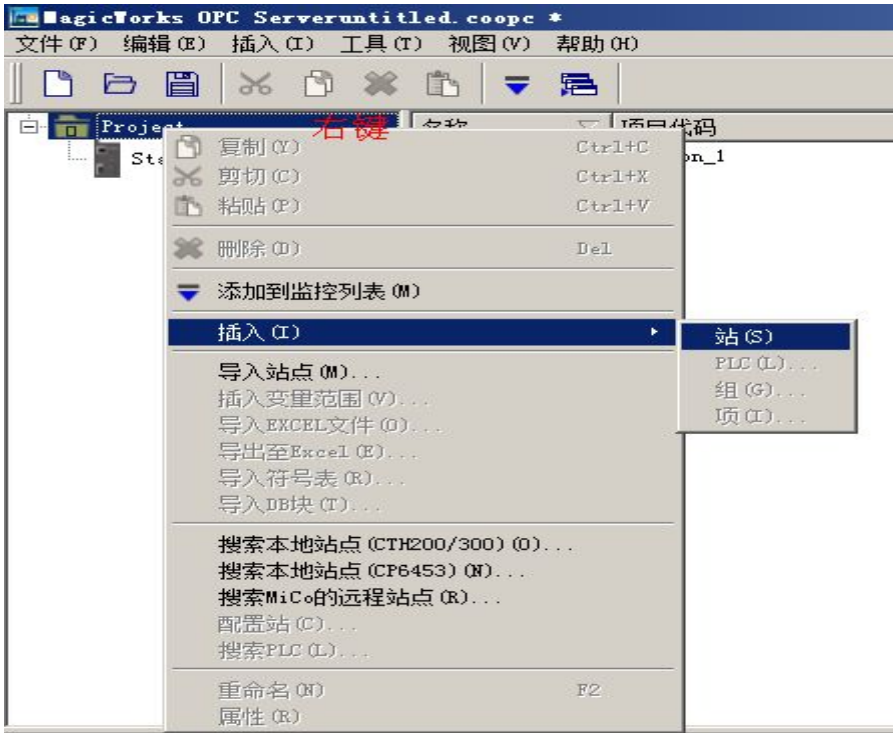 MagicWorks OPC Serveruntitled.coopc *
文件(F) 编辑(E) 插入(I) 工具(T) 视图(V) 帮助(H)
Project 右键 名称 项目代码
复制(Y) Ctrl+C
剪切(C) Ctrl+X
粘贴(P) Ctrl+V
删除(D) Del
添加到监控列表(M)
插入(I) 站(S)
PLC(L)...
组(G)...
项(I)...
导入站点(M)...
插入变量范围(V)...
导入EXCEL文件(O)...
导出至Excel(E)...
导入符号表(R)...
导入DB块(T)...
搜索本地站点(CTH200/300)(O)...
搜索本地站点(CP6453)(N)...
搜索MiCo的远程站点(R)...
配置站(C)...
搜索PLC(L)...
重命名(N) F2
属性(R)